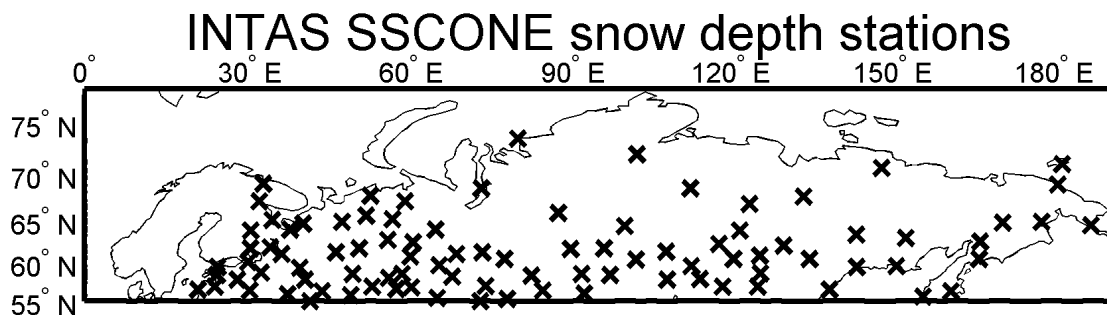 INTAS SSCONE snow depth stations
0° 30° E 60° E 90° E 120° E 150° E 180° E
75° N
70° N
65° N
60° N
55° N